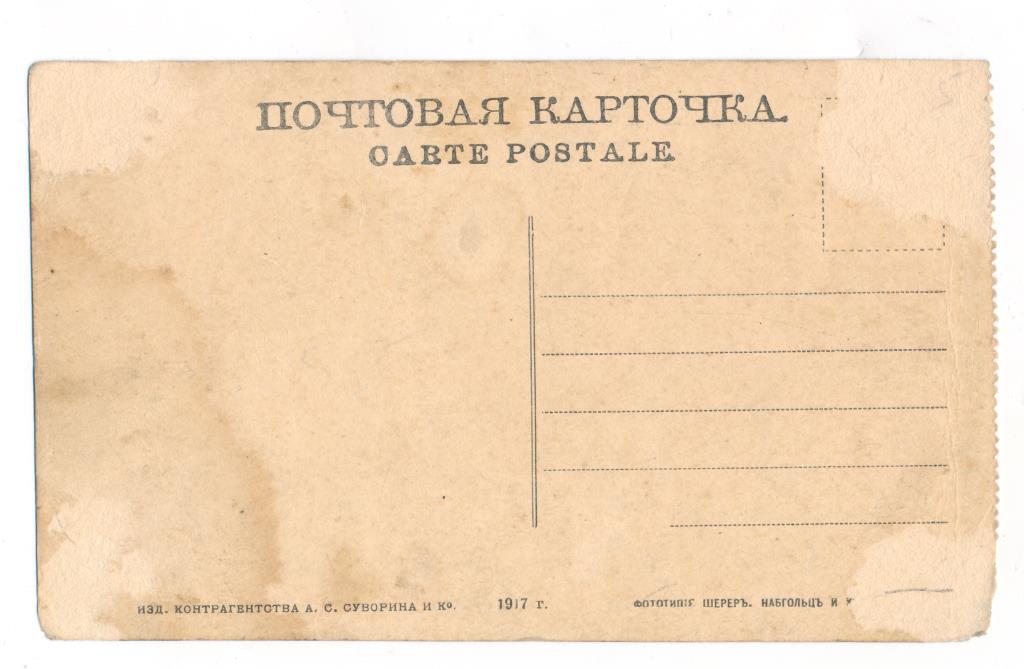 ПОЧТОВАЯ КАРТОЧКА.
CARTE POSTALE
ИЗД. КОНТРАГЕНТСТВА А. С. СУВОРИНА И Ко. 1917 г. ФОТОТИПІЯ ШЕРЕРЪ. НАБГОЛЬЦЪ И К